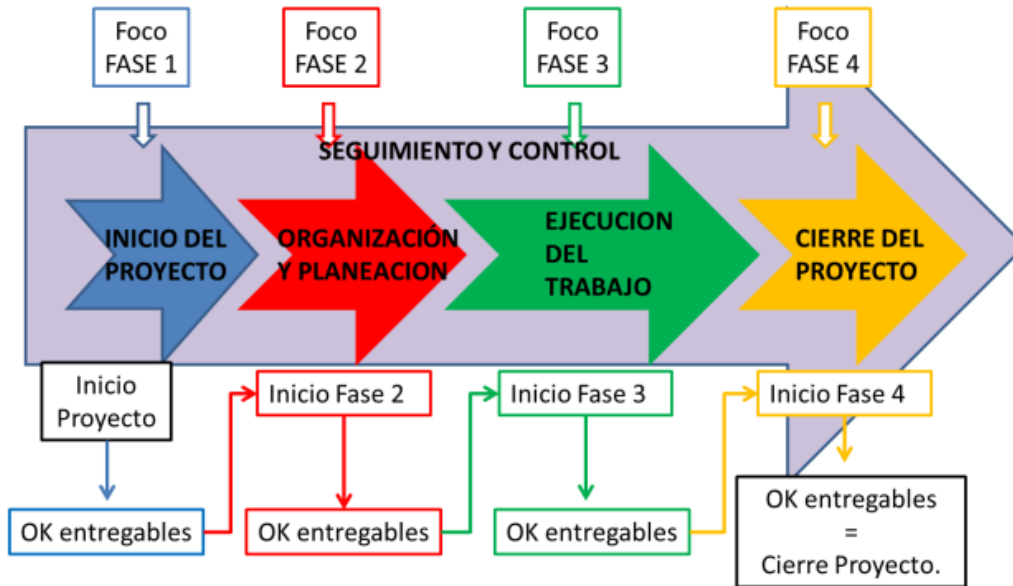 Foco
FASE 1
Foco
FASE 2
Foco
FASE 3
Foco
FASE 4
SEGUIMIENTO Y CONTROL
INICIO DEL
PROYECTO
ORGANIZACIÓN
Y PLANEACION
EJECUCION
DEL
TRABAJO
CIERRE DEL
PROYECTO
Inicio
Proyecto
Inicio Fase 2
Inicio Fase 3
Inicio Fase 4
OK entregables
OK entregables
OK entregables
OK entregables
=
Cierre Proyecto.